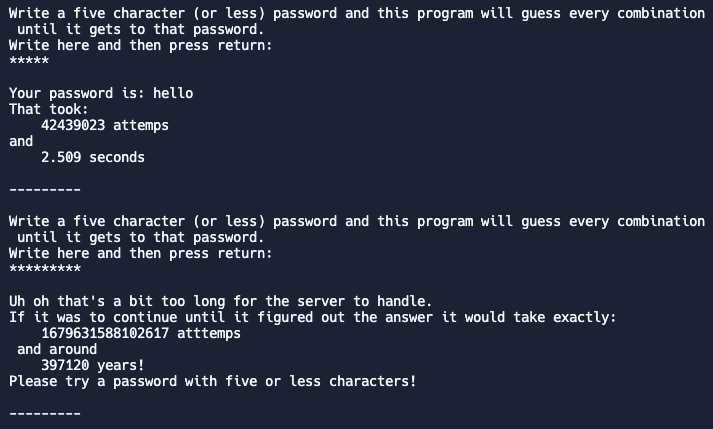 Write a five character (or less) password and this program will guess every combination
 until it gets to that password.
Write here and then press return:
*****

Your password is: hello
That took:
    42439023 attemps
and
    2.509 seconds

---------

Write a five character (or less) password and this program will guess every combination
 until it gets to that password.
Write here and then press return:
*********

Uh oh that's a bit too long for the server to handle.
If it was to continue until it figured out the answer it would take exactly:
    1679631588102617 atttemps
 and around
    397120 years!
Please try a password with five or less characters!

---------